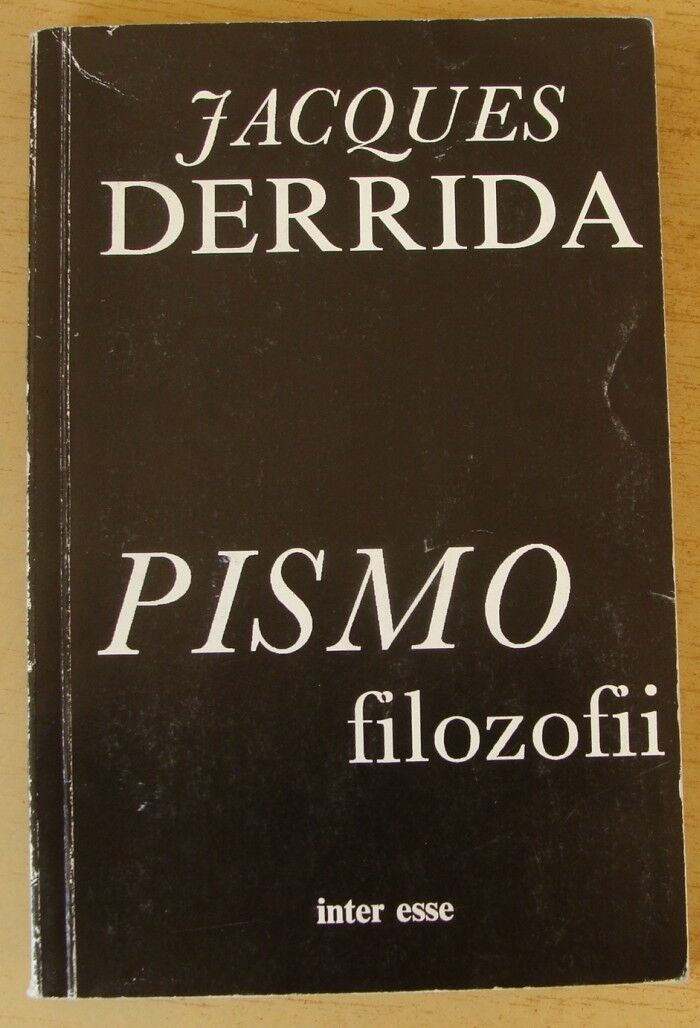 JACQUES
DERRIDA
PISMO
filozofii
inter esse